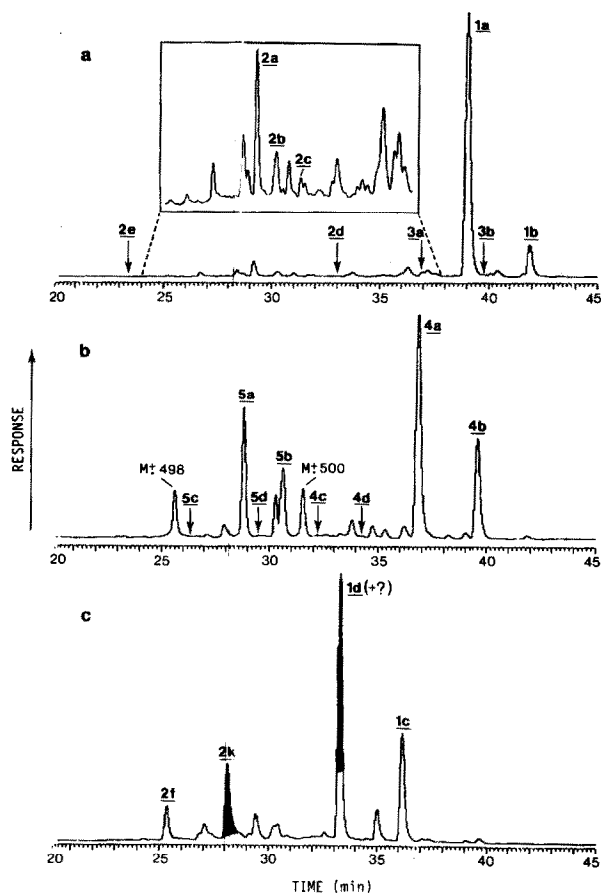 a
1a
2a
2b
2c
2e
2d
3a
3b
1b
20 25 30 35 40 45
b
4a
5a
4b
5b
M÷498
M÷500
5c
5d
4c
4d
20 25 30 35 40 45
RESPONSE
c
1d (+?)
1c
2k
2f
20 25 30 35 40 45
TIME (min)